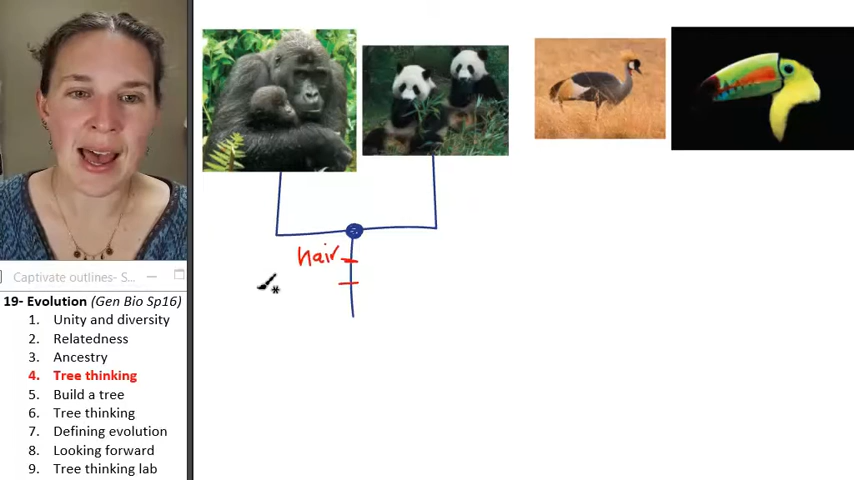 hair
Captivate outlines- S...
19- Evolution (Gen Bio Sp16)
1. Unity and diversity
2. Relatedness
3. Ancestry
4. Tree thinking
5. Build a tree
6. Tree thinking
7. Defining evolution
8. Looking forward
9. Tree thinking lab